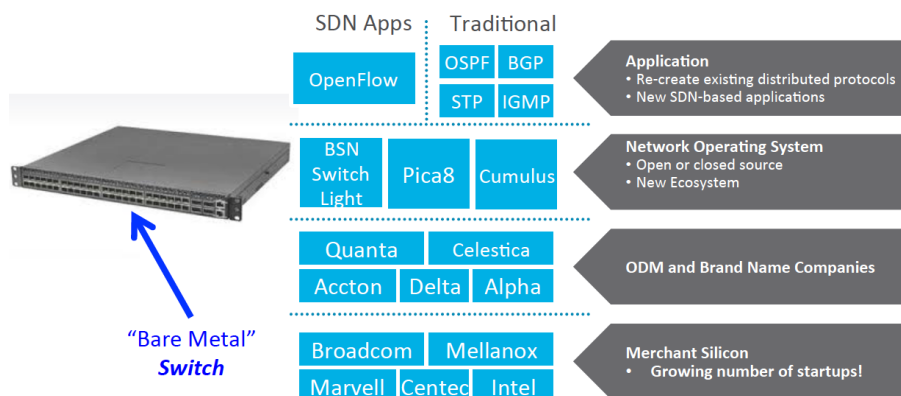 SDN Apps
Traditional
OpenFlow
OSPF
BGP
STP
IGMP
Application
• Re-create existing distributed protocols
• New SDN-based applications
BSN
Switch
Light
Pica8
Cumulus
Network Operating System
• Open or closed source
• New Ecosystem
Quanta
Celestica
Accton
Delta
Alpha
ODM and Brand Name Companies
“Bare Metal”
Switch
Broadcom
Mellanox
Marvell
Centec
Intel
Merchant Silicon
• Growing number of startups!